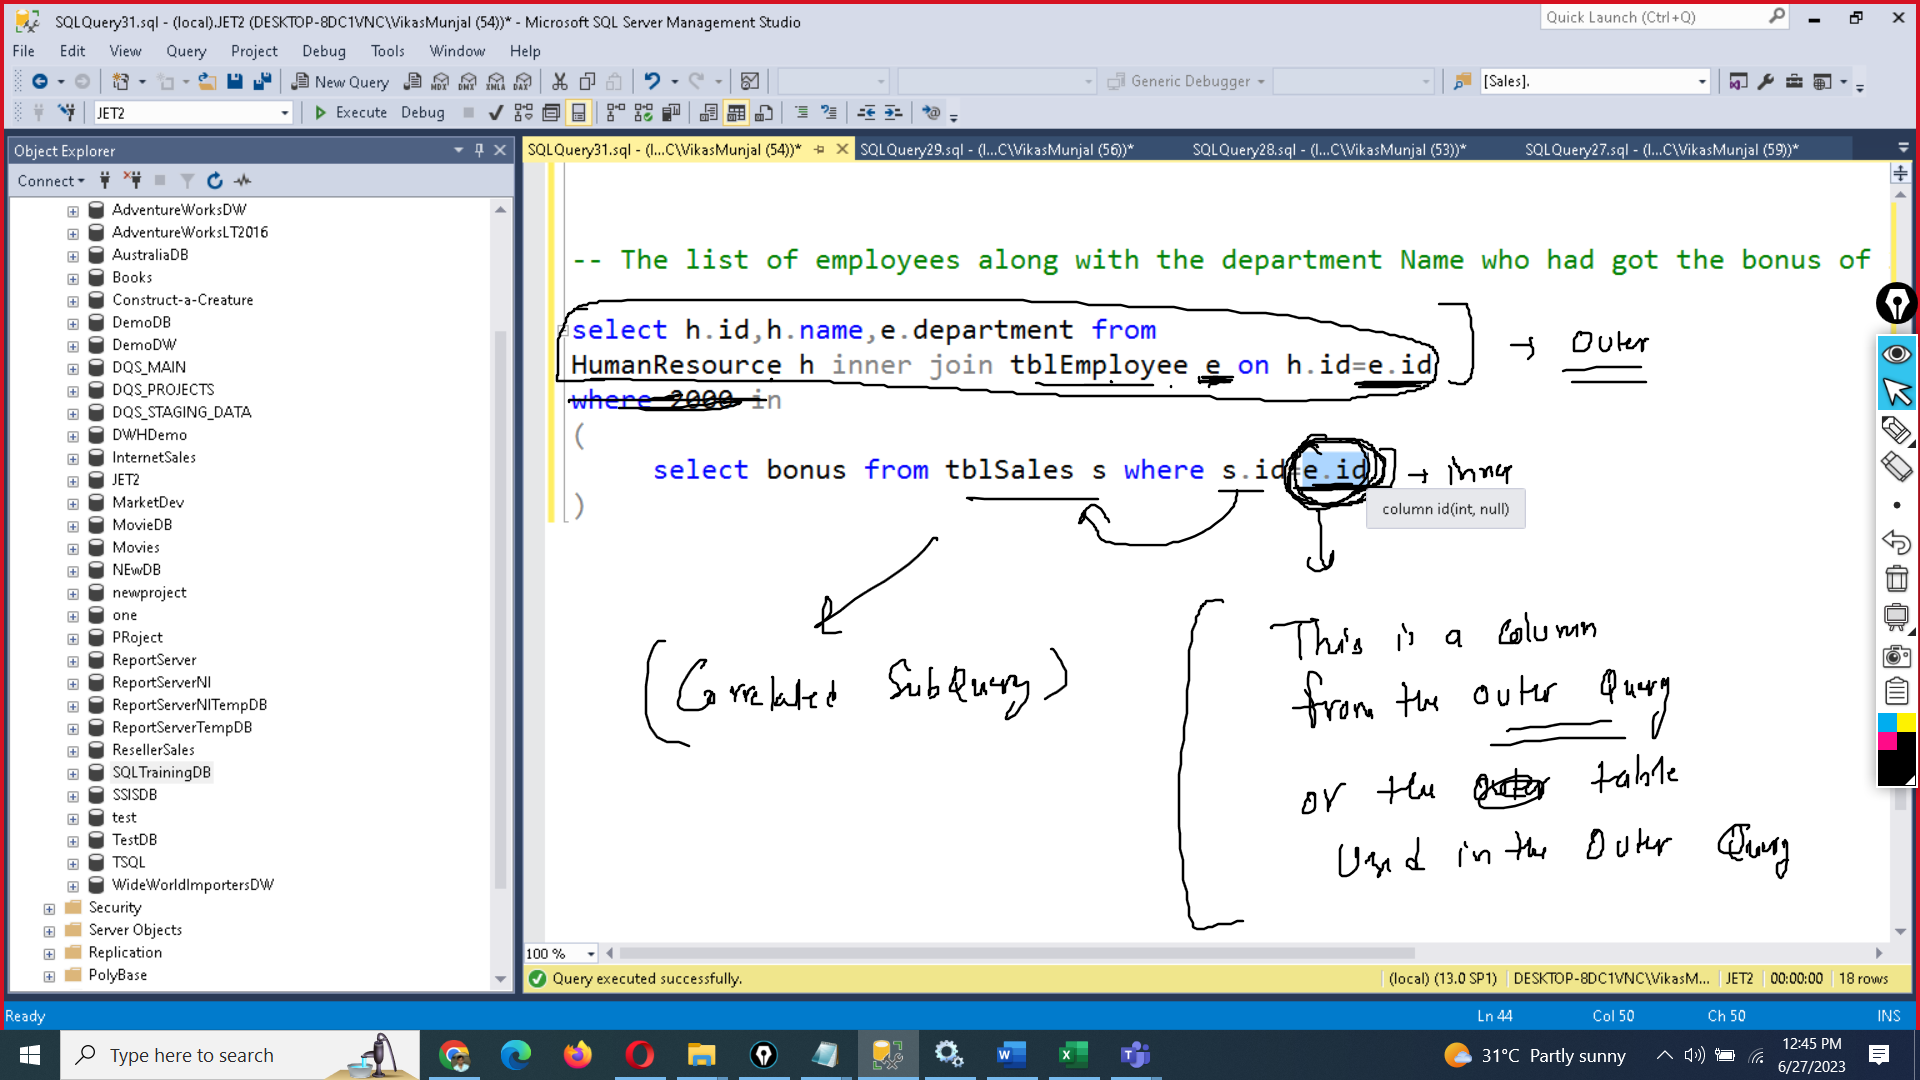 SQLQuery31.sql - (local).JET2 (DESKTOP-8DC1VNC\VikasMunjal (54))* - Microsoft SQL Server Management Studio
Quick Launch (Ctrl+Q)
File Edit View Query Project Debug Tools Window Help
New Query
MDX DMX XMLA DAX
Generic Debugger
[Sales].
JET2
Execute Debug
Object Explorer
SQLQuery31.sql - (l...C\VikasMunjal (54))* SQLQuery29.sql - (l...C\VikasMunjal (56))* SQLQuery28.sql - (l...C\VikasMunjal (53))* SQLQuery27.sql - (l...C\VikasMunjal (59))*
Connect
AdventureWorksDW
AdventureWorksLT2016
AustraliaDB
Books
Construct-a-Creature
DemoDB
DemoDW
DQS_MAIN
DQS_PROJECTS
DQS_STAGING_DATA
DWHDemo
InternetSales
JET2
MarketDev
MovieDB
Movies
NEwDB
newproject
one
PRoject
ReportServer
ReportServerNI
ReportServerNITempDB
ReportServerTempDB
ResellerSales
SQLTrainingDB
SSISDB
test
TestDB
TSQL
WideWorldImportersDW
Security
Server Objects
Replication
PolyBase
-- The list of employees along with the department Name who had got the bonus of
select h.id,h.name,e.department from
HumanResource h inner join tblEmployee e on h.id=e.id
where 2000 in
(
select bonus from tblSales s where s.id=e.id
)
→ Outer
→ inner
column id(int, null)
(Correlated SubQuery)
This is a column
from the outer Query
or the outer table
Used in the Outer Query
100 %
Query executed successfully.
(local) (13.0 SP1) DESKTOP-8DC1VNC\VikasM... JET2 00:00:00 18 rows
Ready
Ln 44 Col 50 Ch 50 INS
Type here to search
31°C Partly sunny
12:45 PM
6/27/2023